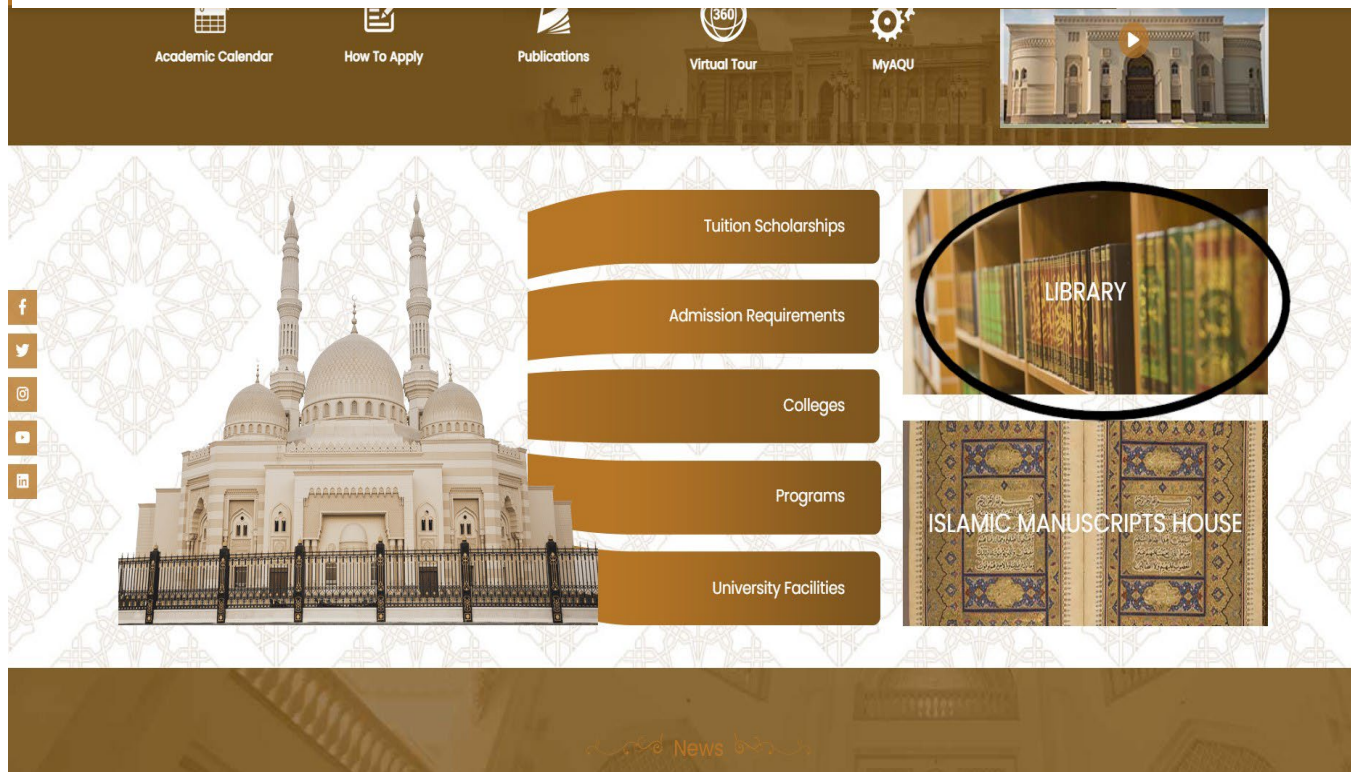 Academic Calendar
How To Apply
Publications
360
Virtual Tour
MyAQU
Tuition Scholarships
Admission Requirements
Colleges
Programs
University Facilities
LIBRARY
ISLAMIC MANUSCRIPTS HOUSE
News